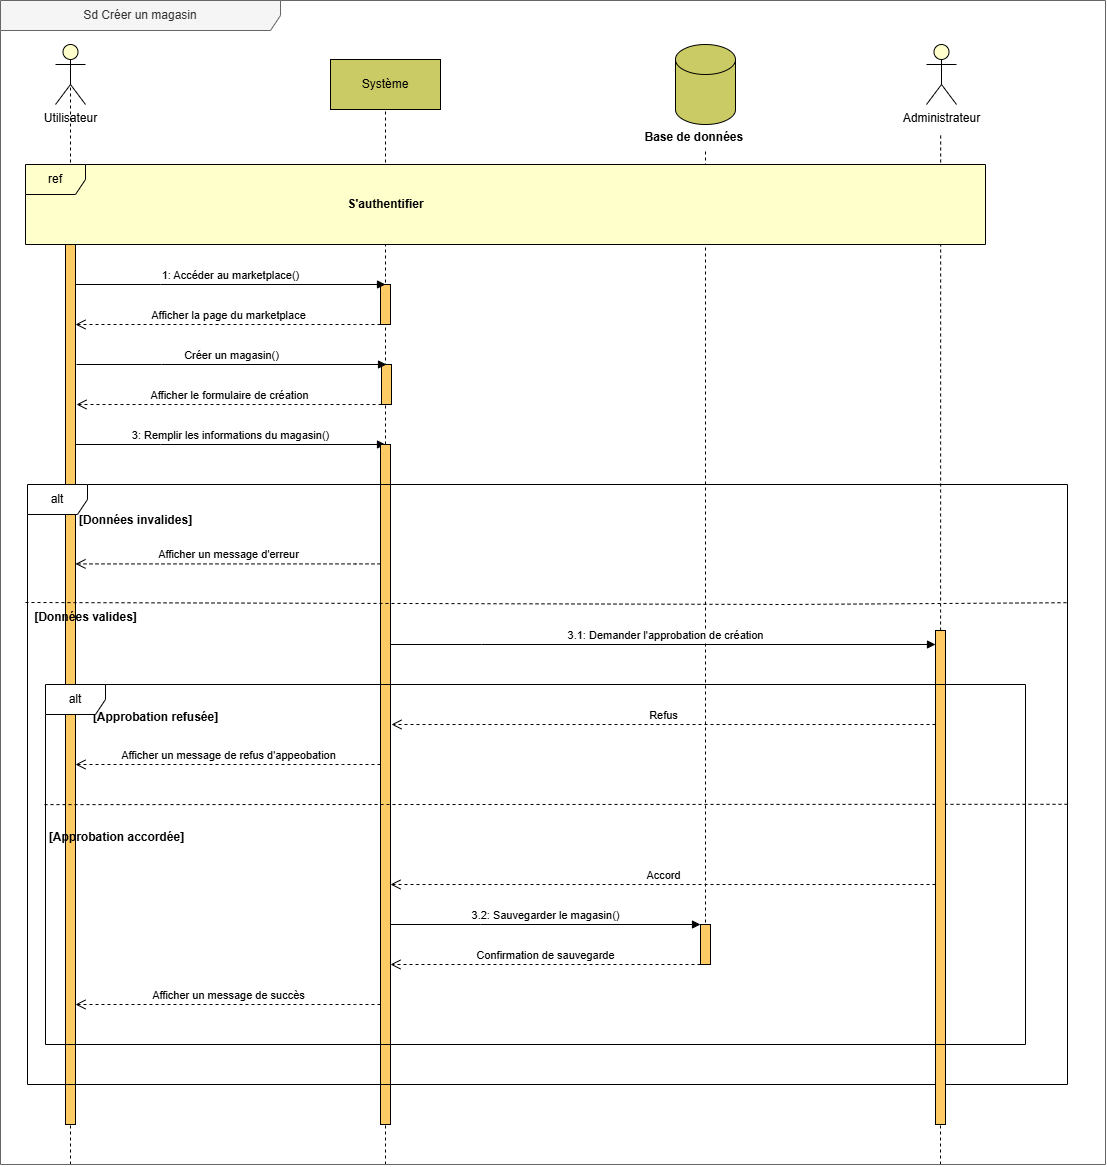 Sd Créer un magasin
Utilisateur
Système
Base de données
Administrateur
ref
S'authentifier
1: Accéder au marketplace()
Afficher la page du marketplace
Créer un magasin()
Afficher le formulaire de création
3: Remplir les informations du magasin()
alt
[Données invalides]
Afficher un message d'erreur
[Données valides]
3.1: Demander l'approbation de création
alt
[Approbation refusée]
Refus
Afficher un message de refus d'appeobation
[Approbation accordée]
Accord
3.2: Sauvegarder le magasin()
Confirmation de sauvegarde
Afficher un message de succès